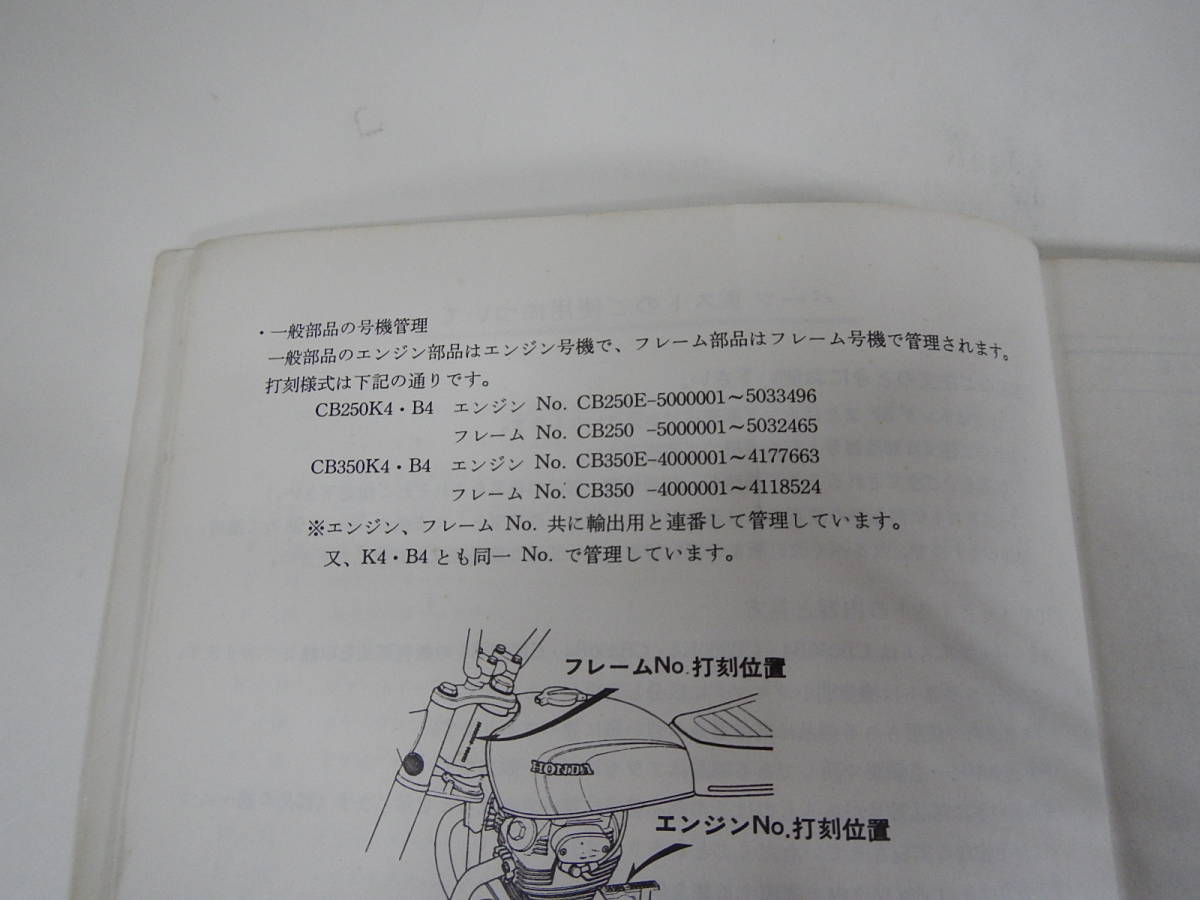 ・一般部品の号機管理
一般部品のエンジン部品はエンジン号機で、フレーム部品はフレーム号機で管理されます。
打刻様式は下記の通りです。
CB250K4・B4 エンジン No. CB250E-5000001～5033496
フレーム No. CB250 -5000001～5032465
CB350K4・B4 エンジン No. CB350E-4000001～4177663
フレーム No. CB350 -4000001～4118524
※エンジン、フレーム No. 共に輸出用と連番して管理しています。
又、K4・B4 とも同一 No. で管理しています。
フレームNo.打刻位置
HONDA
エンジンNo.打刻位置